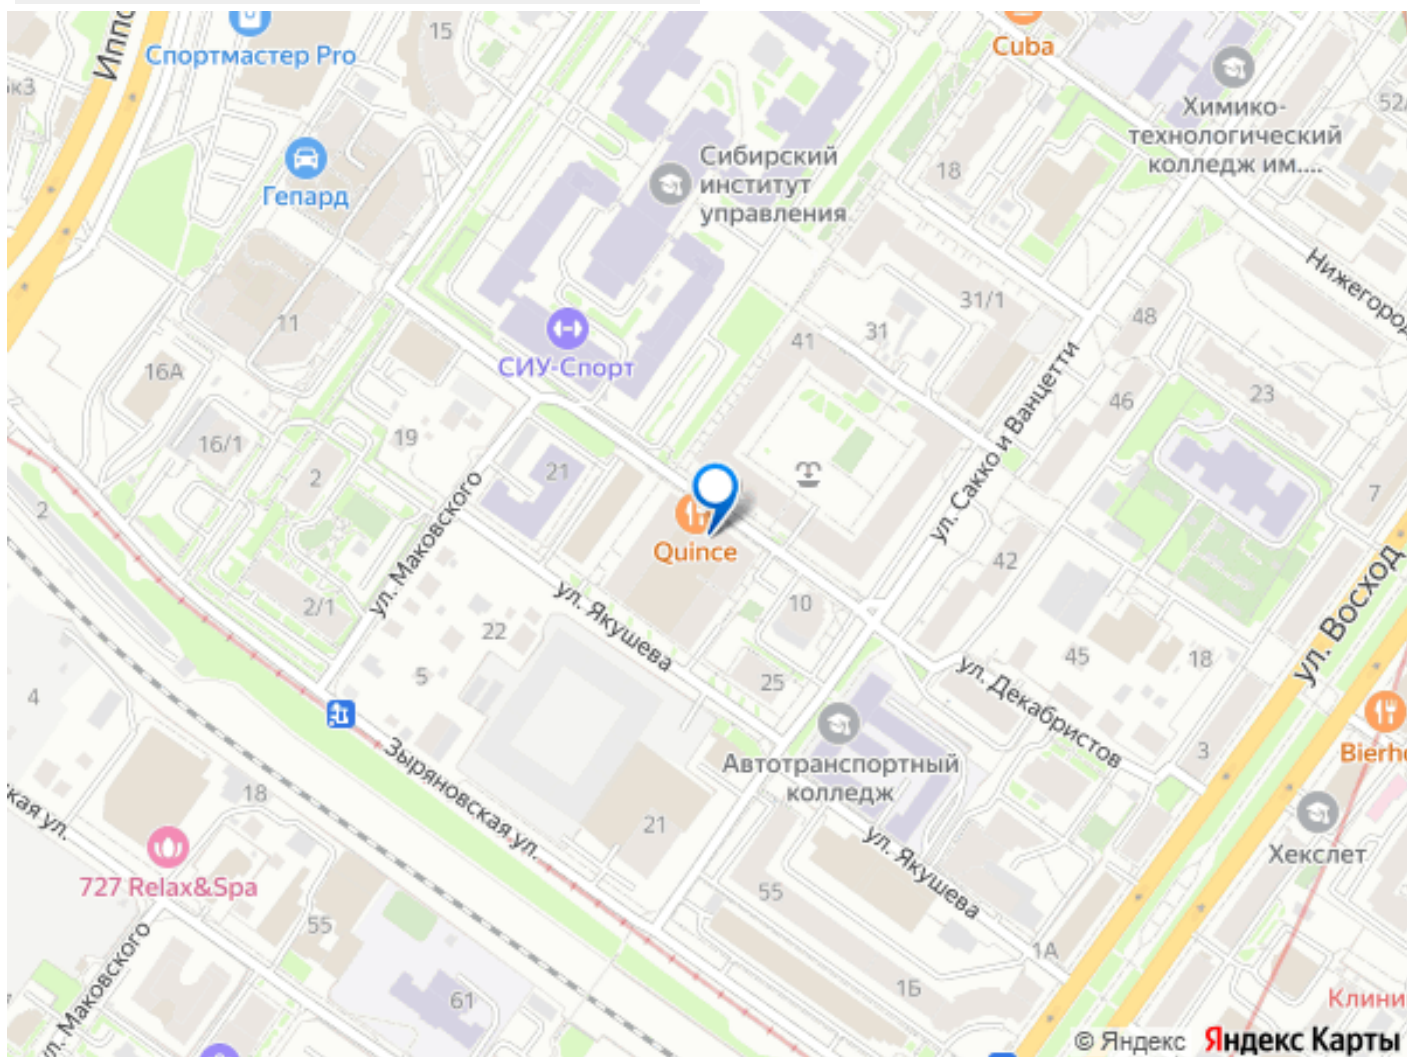 Иппо
Спортмастер Pro
15
Cuba
Химико-
технологический
колледж им....
52/
к3
Гепард
Сибирский
институт
управления
18
Нижегород
31/1
11
31
41
48
СИУ-Спорт
16А
ул. Сакко и Ванцетти
46
23
19
16/1
2
21
7
2
ул. Маковского
Quince
42
ул. Восход
2/1
ул. Якушева
10
22
45
18
5
25
ул. Декабристов
4
Автотранспортный
колледж
3
Bierh
Зыряновская ул.
18
кая ул.
21
ул. Якушева
Хекслет
727 Relax&Spa
55
55
ул. Маковского
1А
61
1Б
Клини
© Яндекс Яндекс Карты